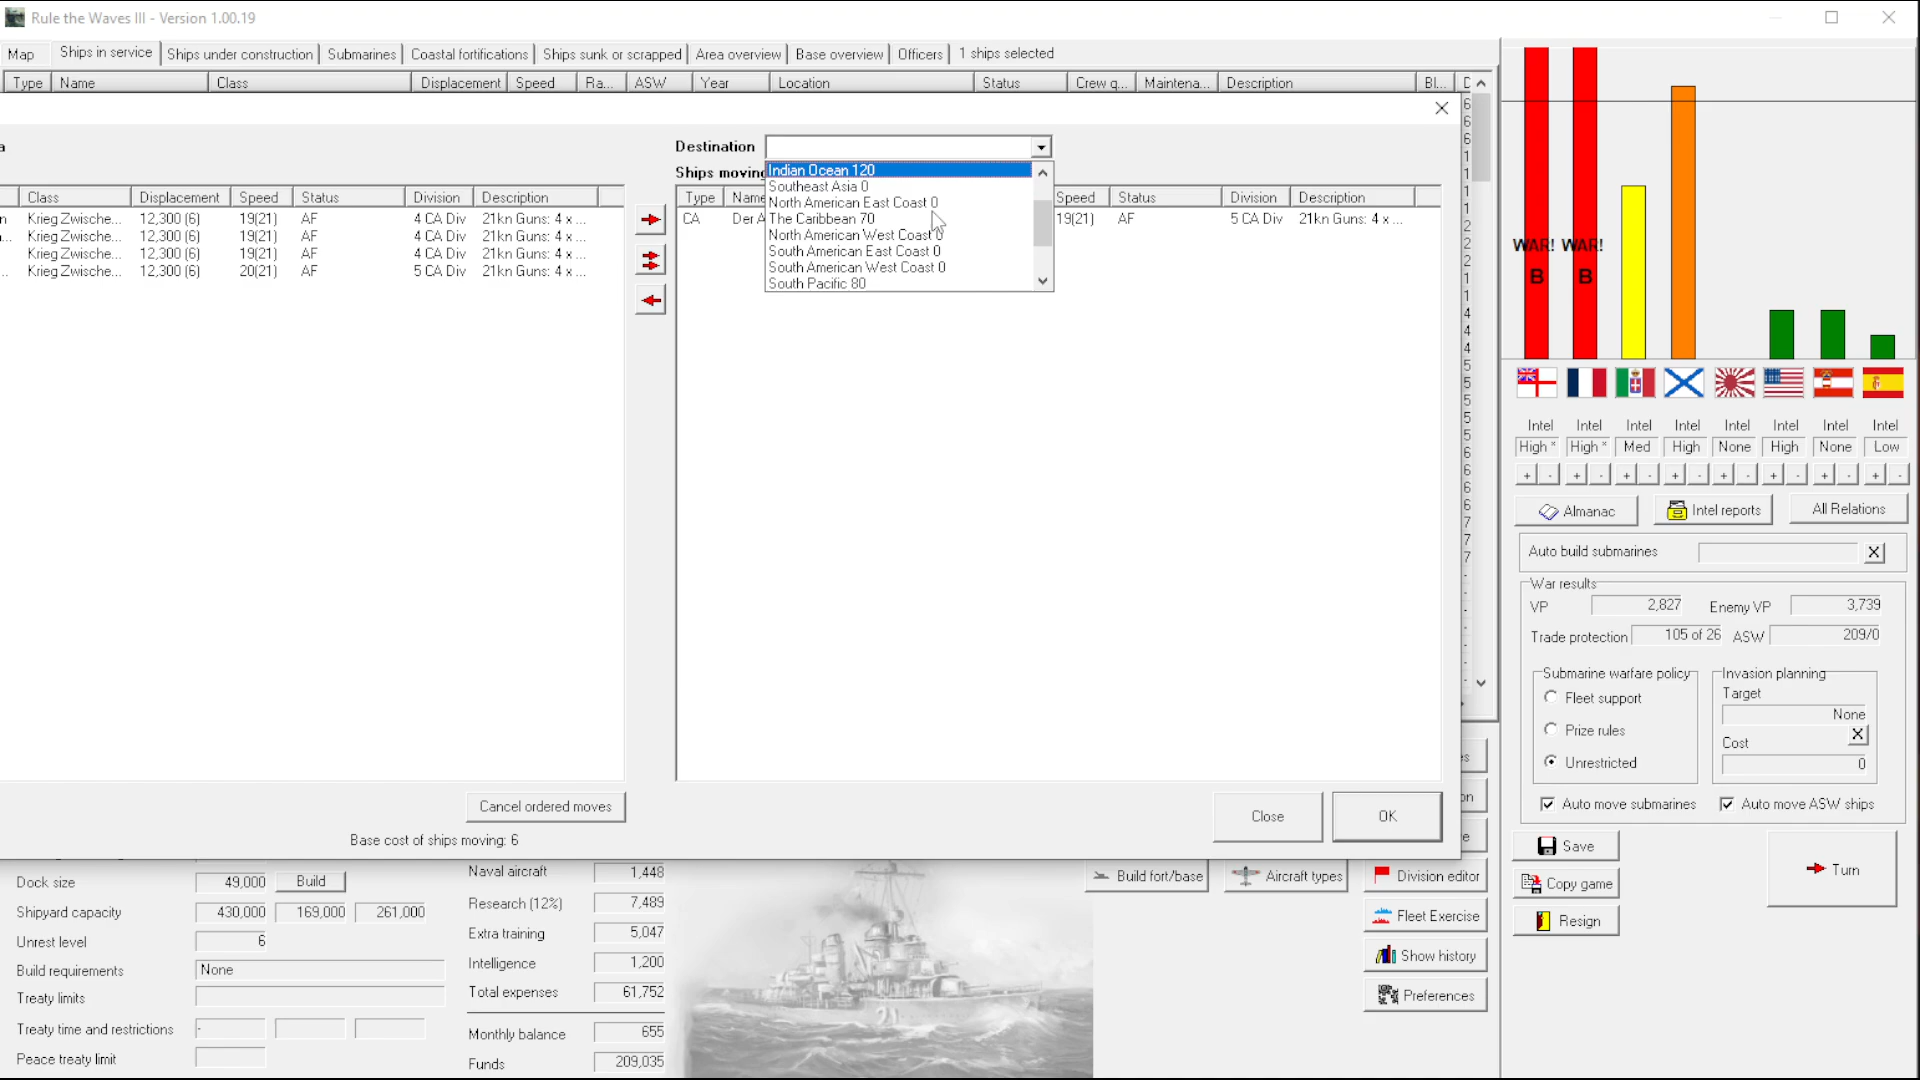 Rule the Waves III - Version 1.00.19
Map Ships in service Ships under construction Submarines Coastal fortifications Ships sunk or scrapped Area overview Base overview Officers 1 ships selected
Type Name Class Displacement Speed Ra... ASW Year Location Status Crew q... Maintena... Description Bl...
Destination
Indian Ocean 120
Southeast Asia 0
North American East Coast 0
The Caribbean 70
North American West Coast 0
South American East Coast 0
South American West Coast 0
South Pacific 80
Ships moving
Class Displacement Speed Status Division Description
Krieg Zwische... 12,300 (6) 19(21) AF 4 CA Div 21kn Guns: 4 x ...
Krieg Zwische... 12,300 (6) 19(21) AF 4 CA Div 21kn Guns: 4 x ...
Krieg Zwische... 12,300 (6) 19(21) AF 4 CA Div 21kn Guns: 4 x ...
Krieg Zwische... 12,300 (6) 20(21) AF 5 CA Div 21kn Guns: 4 x ...
Type Name Speed Status Division Description
CA Der A 19(21) AF 5 CA Div 21kn Guns: 4 x ...
Cancel ordered moves
Base cost of ships moving: 6
Close OK
WAR! WAR!
B B
Intel Intel Intel Intel Intel Intel Intel Intel
High * High * Med High None High None Low
+ - + - + - + - + - + - + - + -
Almanac Intel reports All Relations
Auto build submarines X
War results
VP 2,827 Enemy VP 3,739
Trade protection 105 of 26 ASW 209/0
Submarine warfare policy
Fleet support
Prize rules
Unrestricted
Invasion planning
Target
None
X
Cost
0
Auto move submarines Auto move ASW ships
Save
Copy game
Resign
Turn
Dock size 49,000 Build
Shipyard capacity 430,000 169,000 261,000
Unrest level 6
Build requirements None
Treaty limits
Treaty time and restrictions -
Peace treaty limit
Naval aircraft 1,448
Research (12%) 7,489
Extra training 5,047
Intelligence 1,200
Total expenses 61,752
Monthly balance 655
Funds 209,035
Build fort/base Aircraft types Division editor
Fleet Exercise
Show history
Preferences